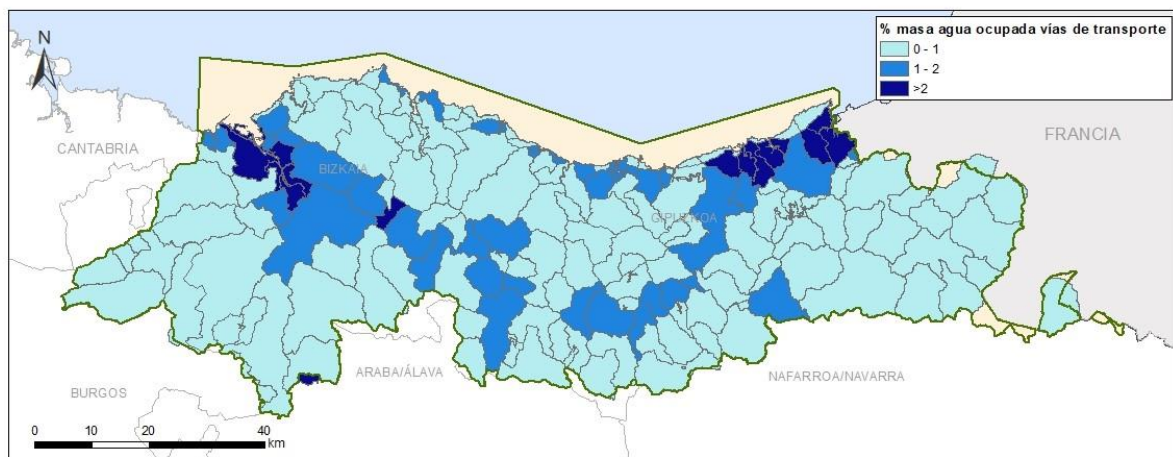 % masa agua ocupada vías de transporte
0 - 1
1 - 2
>2
N
FRANCIA
CANTABRIA
BIZKAIA
GIPUZKOA
ARABA/ÁLAVA
NAFARROA/NAVARRA
BURGOS
0 10 20 40
km